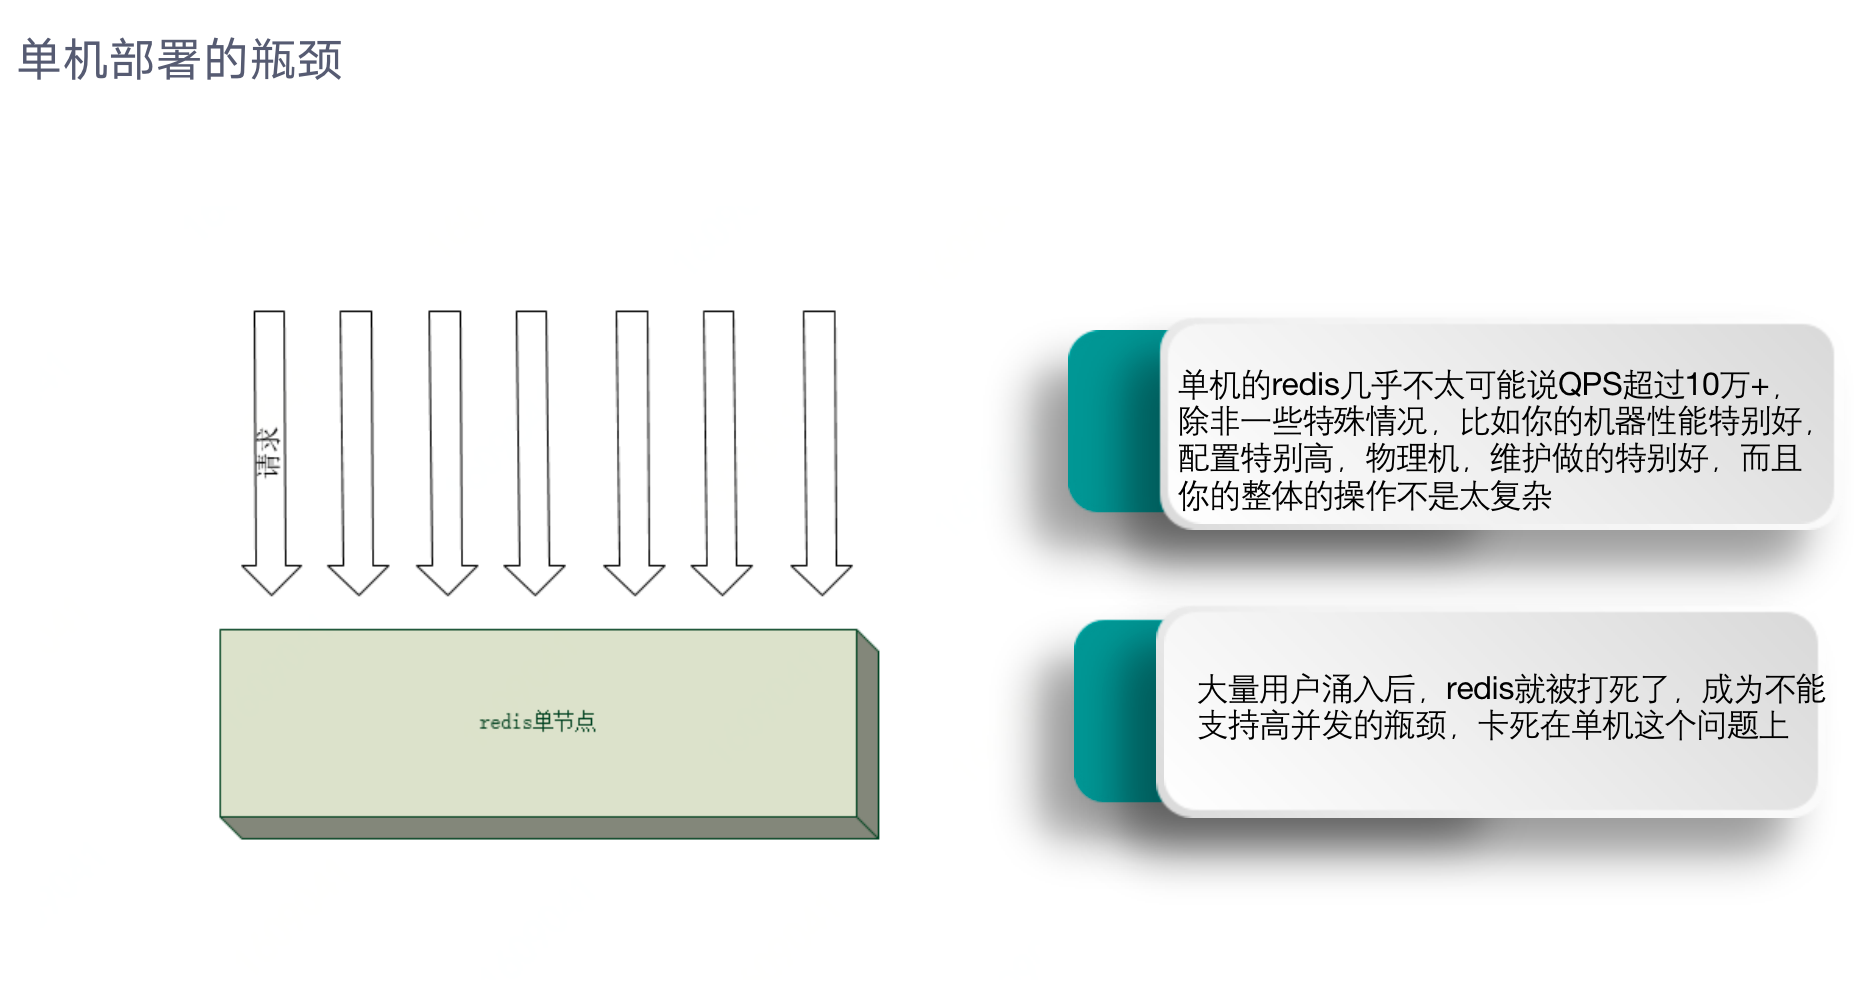 单机部署的瓶颈
请求
redis单节点
单机的redis几乎不太可能说QPS超过10万+，
除非一些特殊情况，比如你的机器性能特别好，
配置特别高，物理机，维护做的特别好，而且
你的整体的操作不是太复杂
大量用户涌入后，redis就被打死了，成为不能
支持高并发的瓶颈，卡死在单机这个问题上